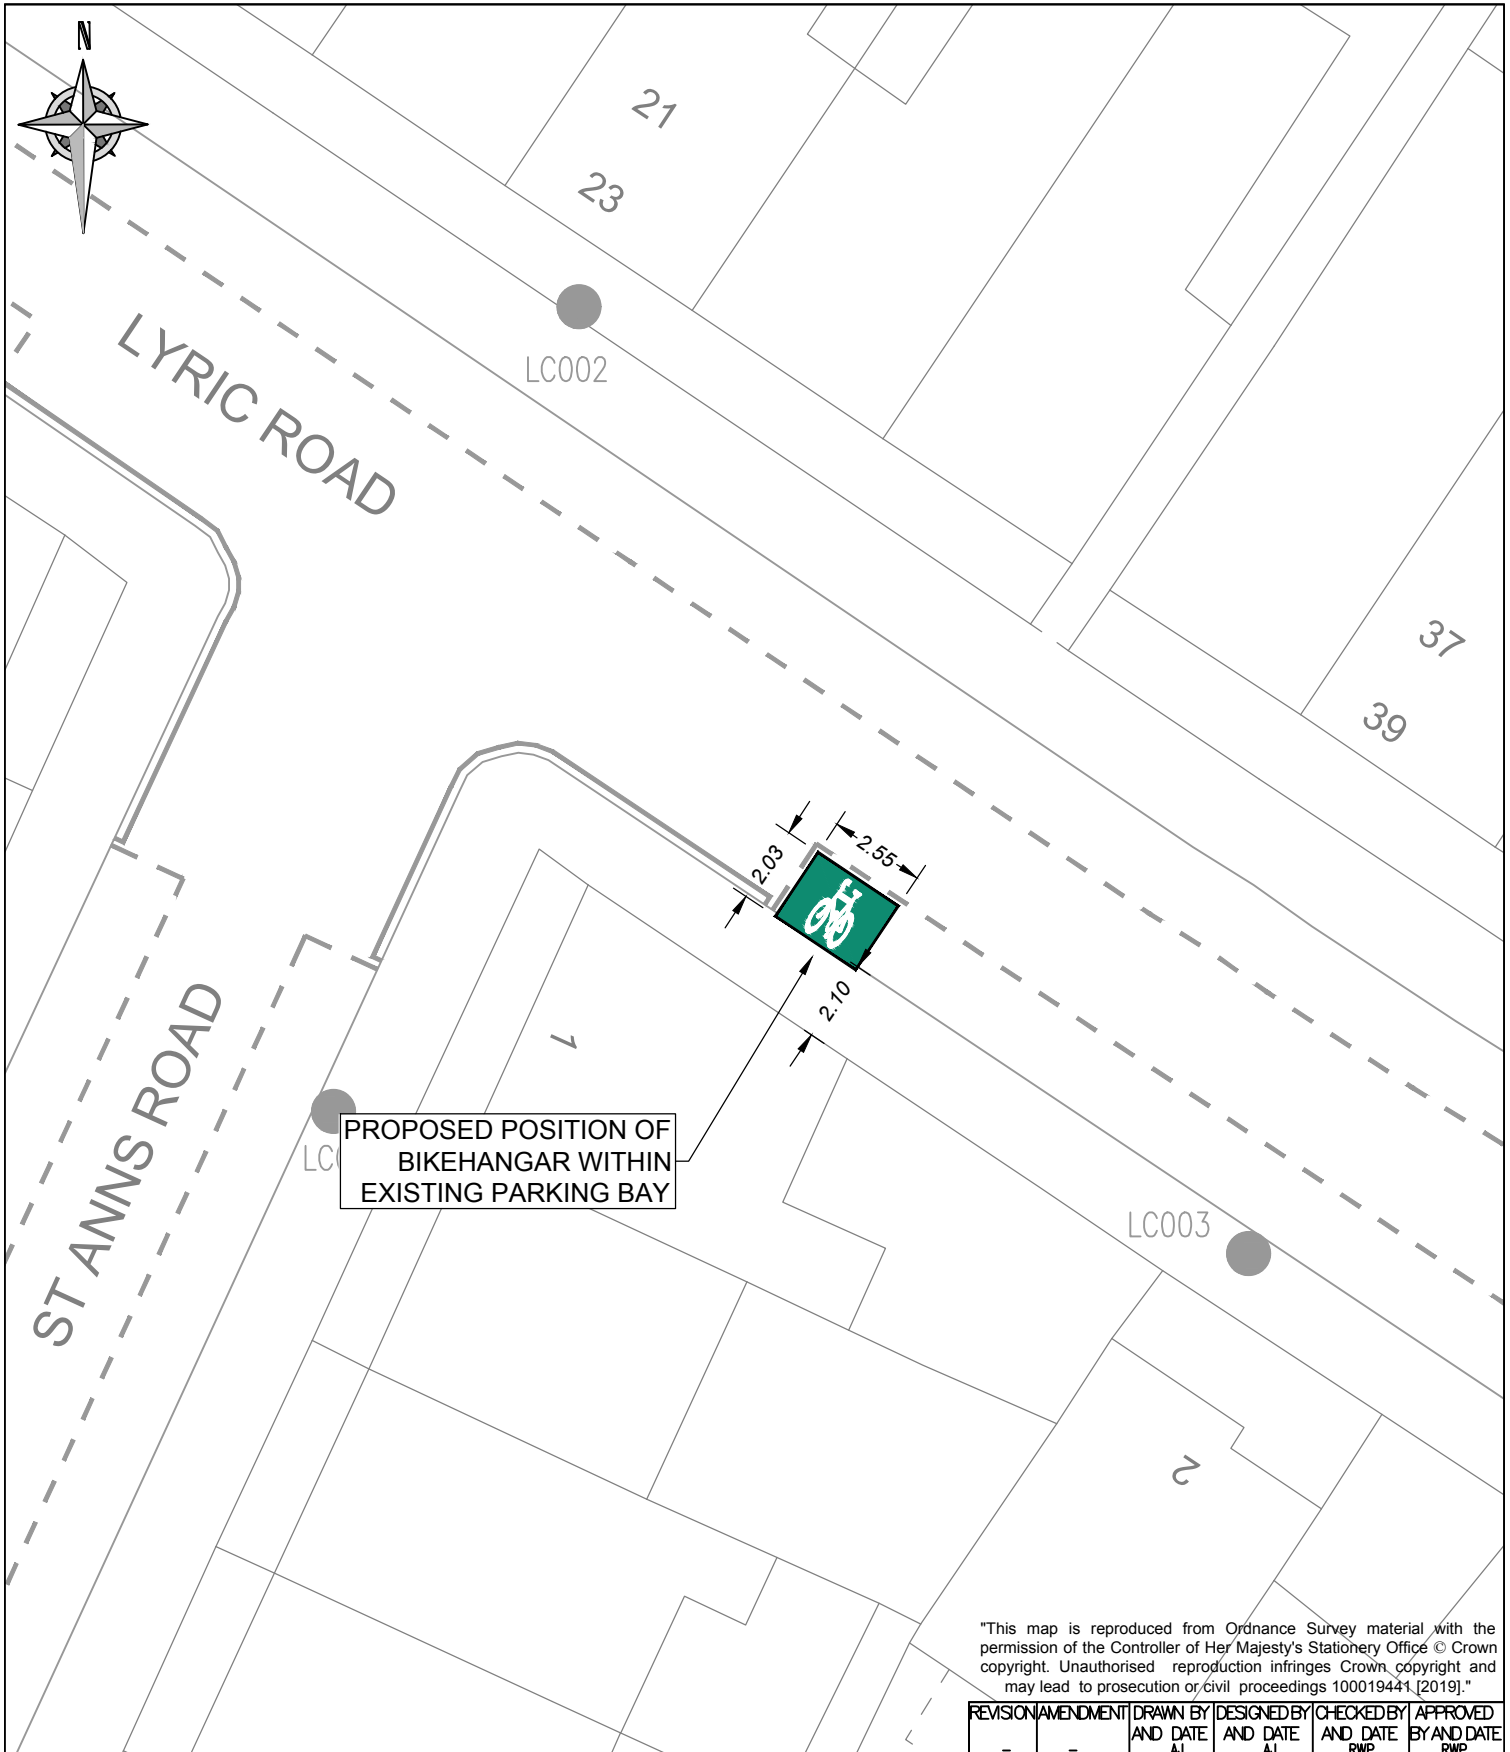 N
21
23
LC002
LYRIC ROAD
37
39
2.03
2.55
2.10
1
ST ANNS ROAD
PROPOSED POSITION OF
BIKEHANGAR WITHIN
EXISTING PARKING BAY
LC003
2
"This map is reproduced from Ordnance Survey material with the
permission of the Controller of Her Majesty's Stationery Office © Crown
copyright. Unauthorised reproduction infringes Crown copyright and
may lead to prosecution or civil proceedings 100019441 [2019]."
REVISION AMENDMENT DRAWN BY DESIGNED BY CHECKED BY APPROVED
AND DATE AND DATE AND DATE BY AND DATE
- - AJ AJ RWP RWP